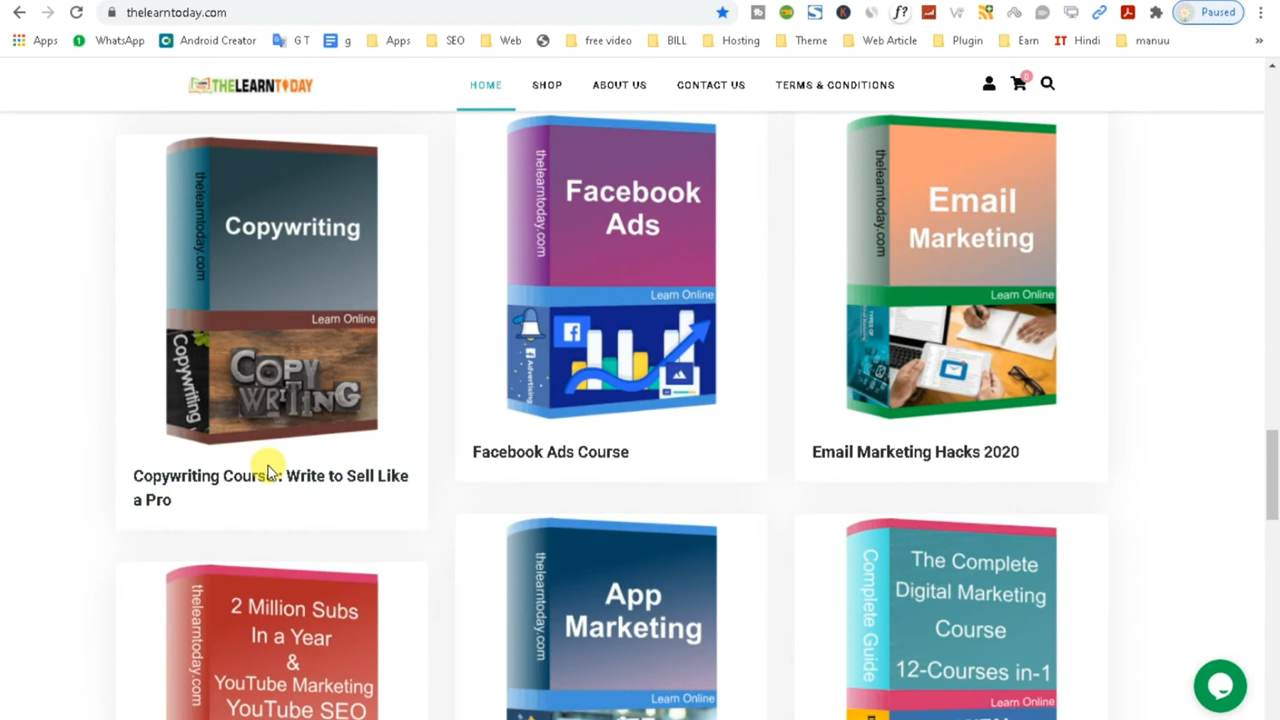 thelearntoday.com
Paused
Apps
WhatsApp
Android Creator
G T
g
Apps
SEO
Web
free video
BILL
Hosting
Theme
Web Article
Plugin
Earn
IT
Hindi
manuu
»
THELEARNTODAY
HOME
SHOP
ABOUT US
CONTACT US
TERMS & CONDITIONS
0
thelearntoday.com
Copywriting
Learn Online
Copywriting
COPY
WRITING
Copywriting Course: Write to Sell Like
a Pro
thelearntoday.com
Facebook
Ads
Learn Online
Advertising
Facebook Ads Course
thelearntoday.com
Email
Marketing
Learn Online
Email Marketing Hacks 2020
thelearntoday.com
2 Million Subs
In a Year
&
YouTube Marketing
YouTube SEO
thelearntoday.com
App
Marketing
Learn Online
Complete Guide
The Complete
Digital Marketing
Course
12-Courses in-1
Learn Online